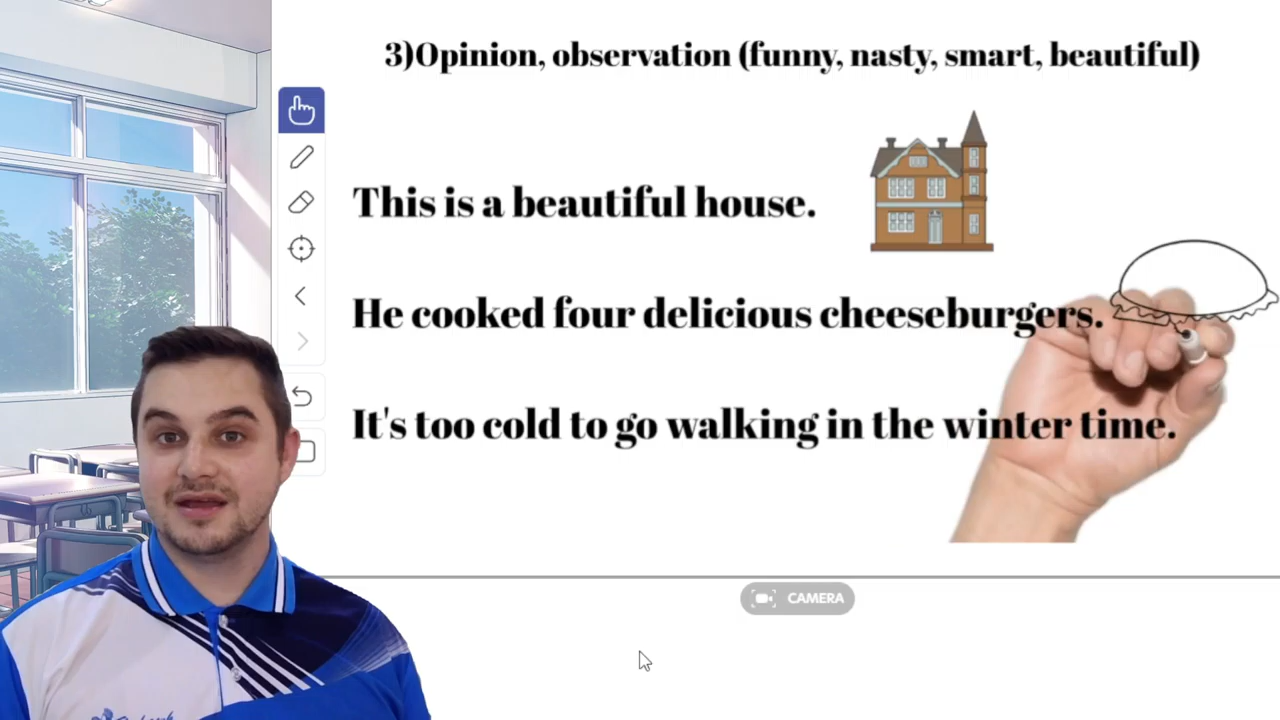 3)Opinion, observation (funny, nasty, smart, beautiful)
This is a beautiful house.
He cooked four delicious cheeseburgers.
It's too cold to go walking in the winter time.
CAMERA